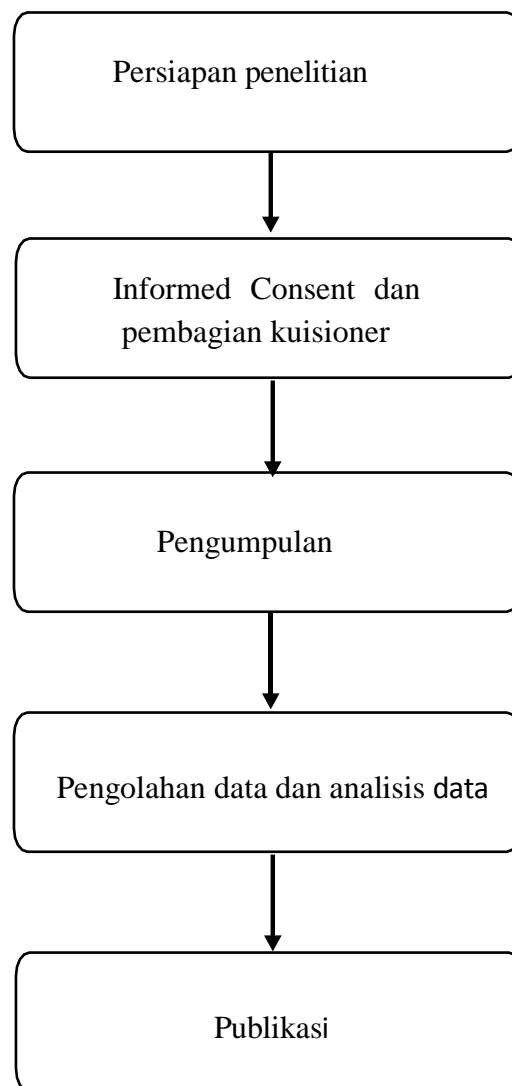 Persiapan penelitian
Informed Consent dan
pembagian kuisioner
Pengumpulan
Pengolahan data dan analisis data
Publikasi